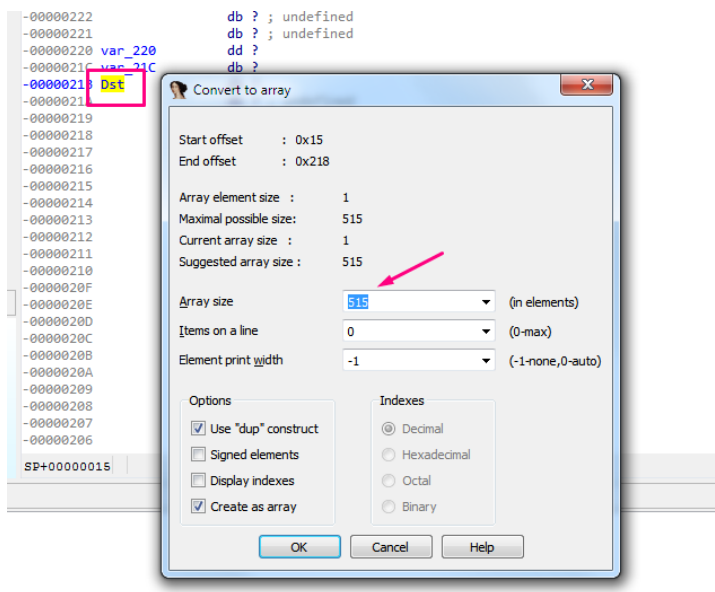 -00000222 db ? ; undefined
-00000221 db ? ; undefined
-00000220 var_220 dd ?
-0000021C var_21C db ?
-0000021B Dst
-0000021A
-00000219
-00000218
-00000217
-00000216
-00000215
-00000214
-00000213
-00000212
-00000211
-00000210
-0000020F
-0000020E
-0000020D
-0000020C
-0000020B
-0000020A
-00000209
-00000208
-00000207
-00000206
SP+00000015
Convert to array
Start offset : 0x15
End offset : 0x218
Array element size : 1
Maximal possible size: 515
Current array size : 1
Suggested array size : 515
Array size 515 (in elements)
Items on a line 0 (0-max)
Element print width -1 (-1-none,0-auto)
Options
Use "dup" construct
Signed elements
Display indexes
Create as array
Indexes
Decimal
Hexadecimal
Octal
Binary
OK Cancel Help